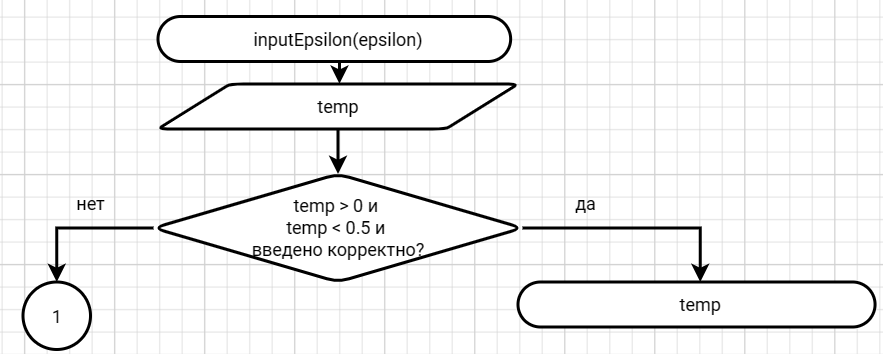 inputEpsilon(epsilon)
temp
temp > 0 и
temp < 0.5 и
введено корректно?
нет
да
1
temp